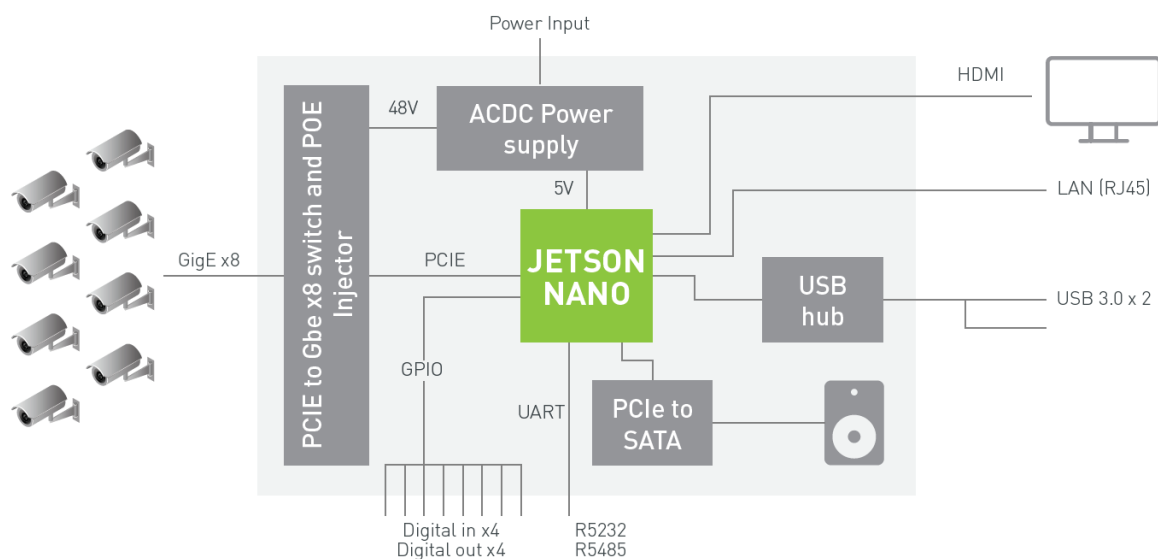 Power Input
HDMI
48V
ACDC Power
supply
5V
LAN (RJ45)
GigE x8
PCIE to Gbe x8 switch and POE
Injector
PCIE
JETSON
NANO
USB
hub
USB 3.0 x 2
GPIO
UART
PCIe to
SATA
Digital in x4
Digital out x4
R5232
R5485